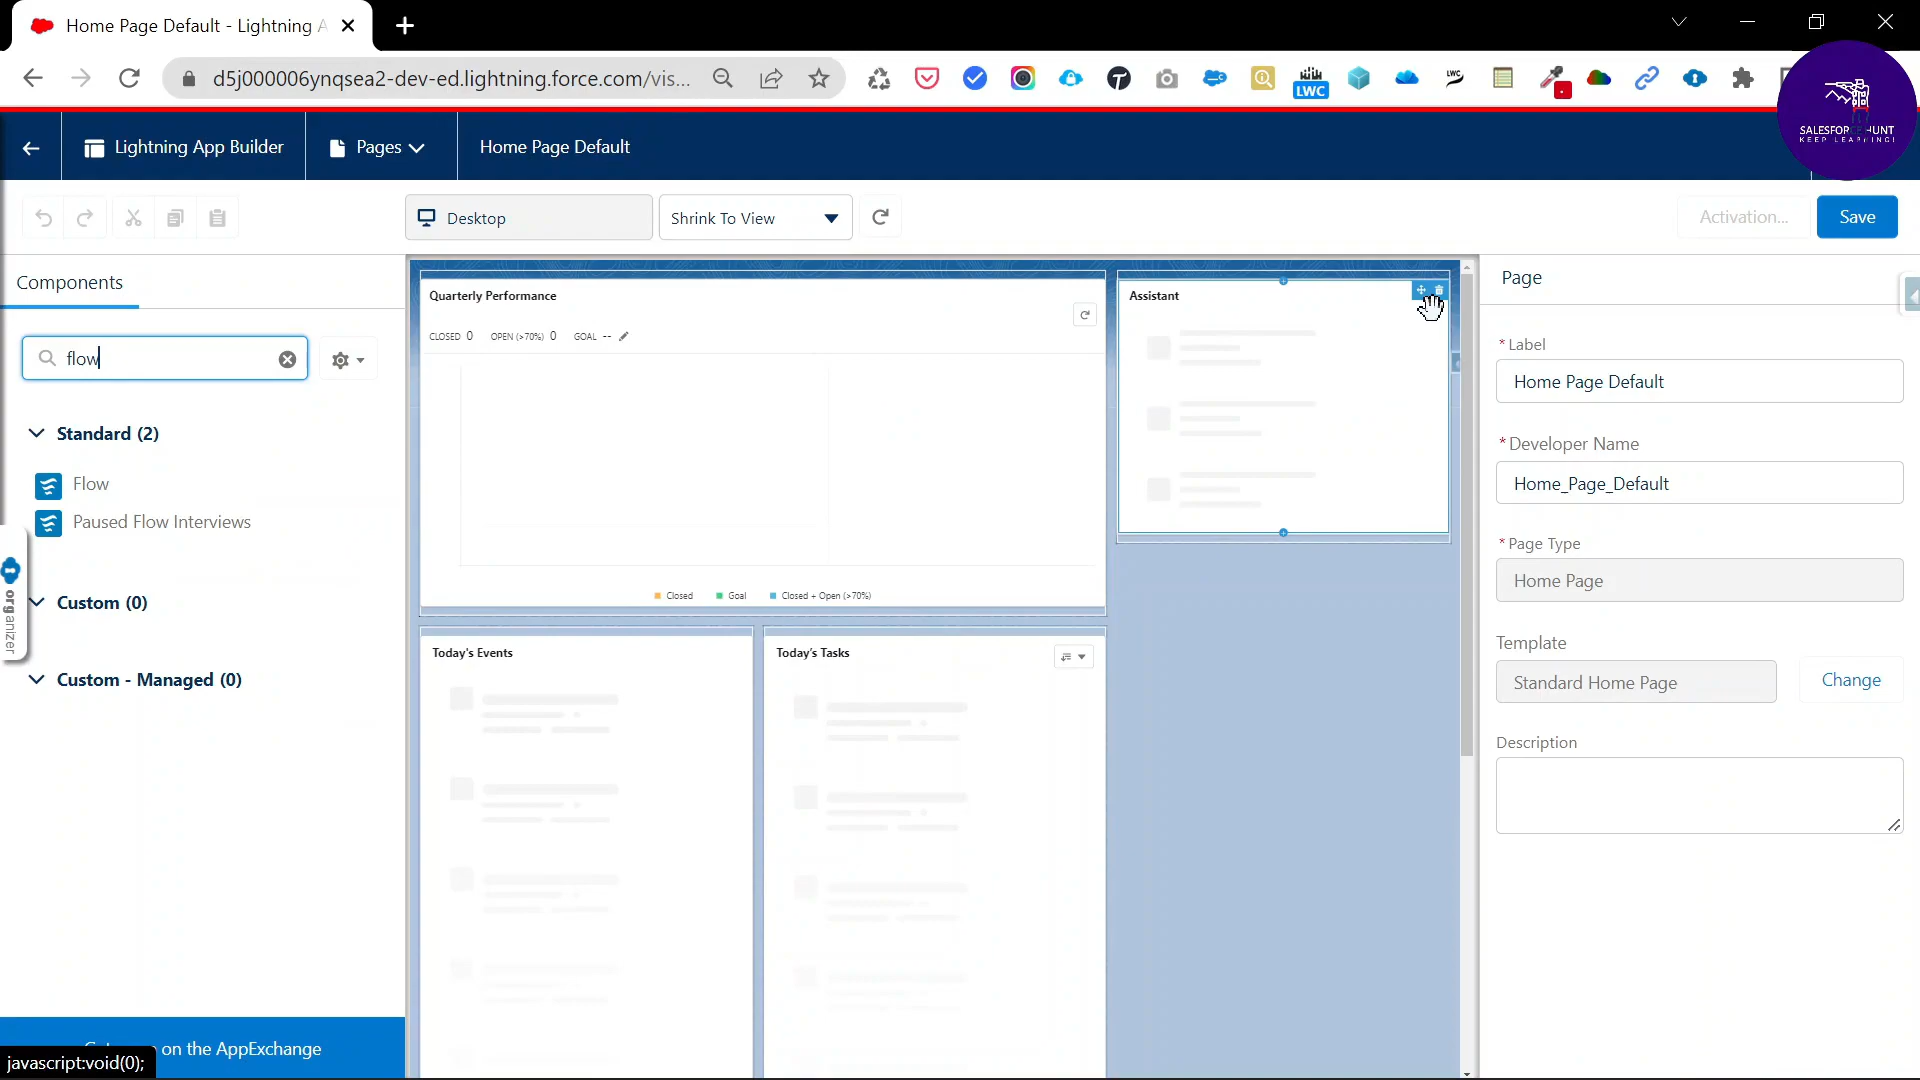 Home Page Default - Lightning A
d5j000006ynqsea2-dev-ed.lightning.force.com/vis...
LWC
LWC
SALESFORCE HUNT
KEEP LEARNING!
Lightning App Builder
Pages
Home Page Default
Desktop
Shrink To View
Activation...
Save
Components
flow
Standard (2)
Flow
Paused Flow Interviews
Custom (0)
Custom - Managed (0)
organizer
on the AppExchange
javascript:void(0);
Quarterly Performance
CLOSED 0 OPEN (>70%) 0 GOAL --
Closed Goal Closed + Open (>70%)
Assistant
Today's Events
Today's Tasks
Page
* Label
Home Page Default
* Developer Name
Home_Page_Default
* Page Type
Home Page
Template
Standard Home Page
Change
Description